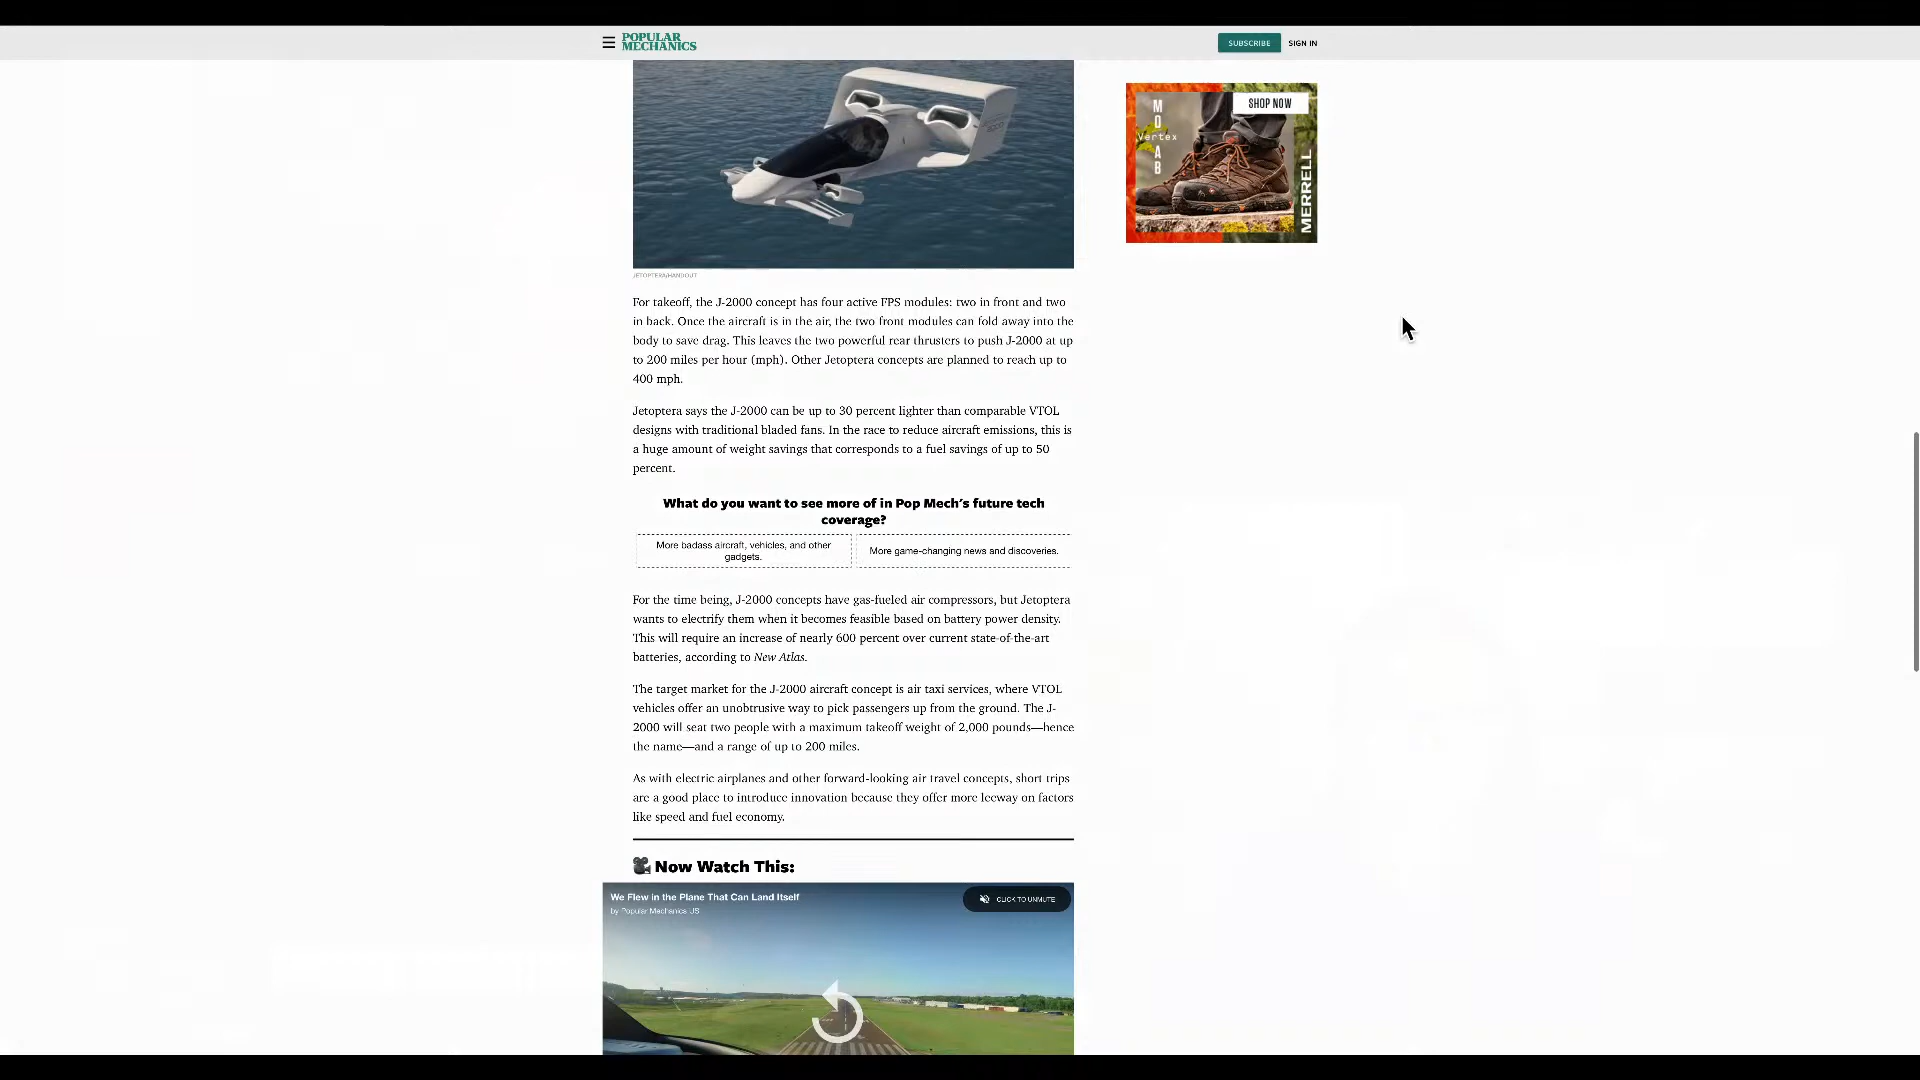 POPULAR
MECHANICS
SUBSCRIBE
SIGN IN
SHOP NOW
MOAB
Vertex
MERRELL
JETOPTERA/HANDOUT
For takeoff, the J-2000 concept has four active FPS modules: two in front and two
in back. Once the aircraft is in the air, the two front modules can fold away into the
body to save drag. This leaves the two powerful rear thrusters to push J-2000 at up
to 200 miles per hour (mph). Other Jetoptera concepts are planned to reach up to
400 mph.
Jetoptera says the J-2000 can be up to 30 percent lighter than comparable VTOL
designs with traditional bladed fans. In the race to reduce aircraft emissions, this is
a huge amount of weight savings that corresponds to a fuel savings of up to 50
percent.
What do you want to see more of in Pop Mech's future tech
coverage?
More badass aircraft, vehicles, and other
gadgets.
More game-changing news and discoveries.
For the time being, J-2000 concepts have gas-fueled air compressors, but Jetoptera
wants to electrify them when it becomes feasible based on battery power density.
This will require an increase of nearly 600 percent over current state-of-the-art
batteries, according to New Atlas.
The target market for the J-2000 aircraft concept is air taxi services, where VTOL
vehicles offer an unobtrusive way to pick passengers up from the ground. The J-
2000 will seat two people with a maximum takeoff weight of 2,000 pounds—hence
the name—and a range of up to 200 miles.
As with electric airplanes and other forward-looking air travel concepts, short trips
are a good place to introduce innovation because they offer more leeway on factors
like speed and fuel economy.
Now Watch This:
We Flew in the Plane That Can Land Itself
by Popular Mechanics US
CLICK TO UNMUTE